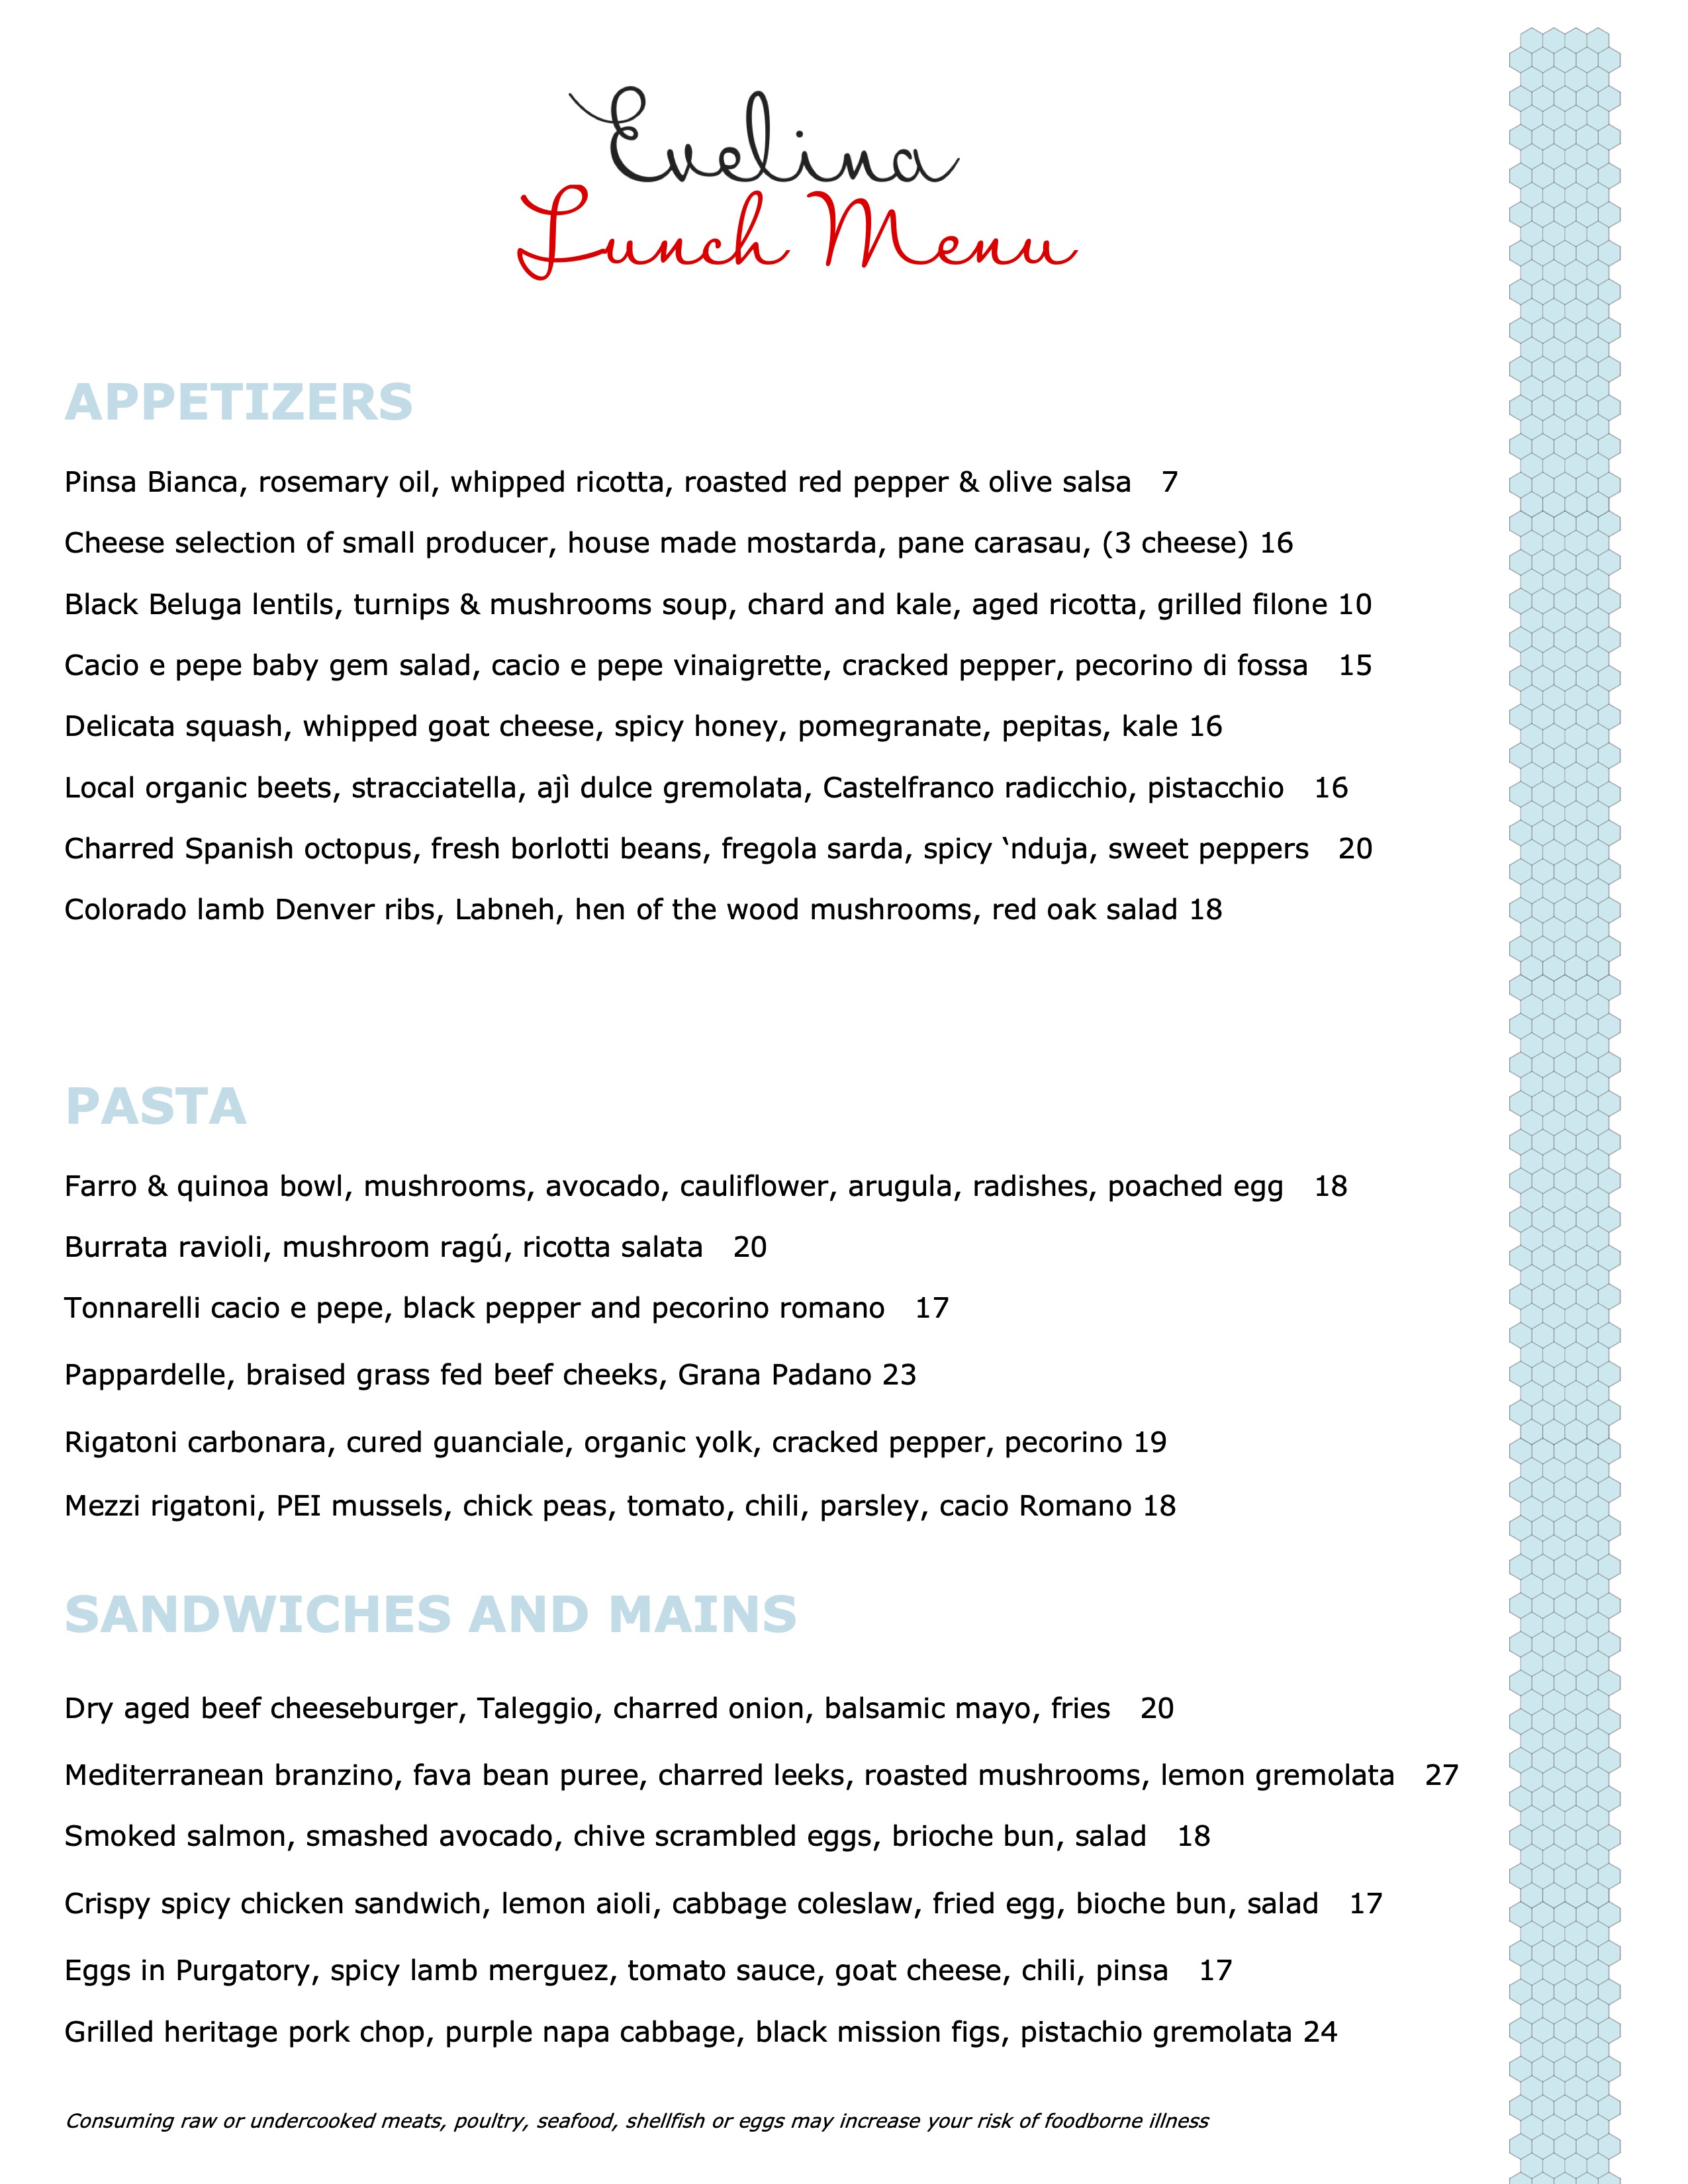 Evelina
Lunch Menu
APPETIZERS
Pinsa Bianca, rosemary oil, whipped ricotta, roasted red pepper & olive salsa 7
Cheese selection of small producer, house made mostarda, pane carasau, (3 cheese) 16
Black Beluga lentils, turnips & mushrooms soup, chard and kale, aged ricotta, grilled filone 10
Cacio e pepe baby gem salad, cacio e pepe vinaigrette, cracked pepper, pecorino di fossa 15
Delicata squash, whipped goat cheese, spicy honey, pomegranate, pepitas, kale 16
Local organic beets, stracciatella, ajì dulce gremolata, Castelfranco radicchio, pistacchio 16
Charred Spanish octopus, fresh borlotti beans, fregola sarda, spicy ‘nduja, sweet peppers 20
Colorado lamb Denver ribs, Labneh, hen of the wood mushrooms, red oak salad 18
PASTA
Farro & quinoa bowl, mushrooms, avocado, cauliflower, arugula, radishes, poached egg 18
Burrata ravioli, mushroom ragú, ricotta salata 20
Tonnarelli cacio e pepe, black pepper and pecorino romano 17
Pappardelle, braised grass fed beef cheeks, Grana Padano 23
Rigatoni carbonara, cured guanciale, organic yolk, cracked pepper, pecorino 19
Mezzi rigatoni, PEI mussels, chick peas, tomato, chili, parsley, cacio Romano 18
SANDWICHES AND MAINS
Dry aged beef cheeseburger, Taleggio, charred onion, balsamic mayo, fries 20
Mediterranean branzino, fava bean puree, charred leeks, roasted mushrooms, lemon gremolata 27
Smoked salmon, smashed avocado, chive scrambled eggs, brioche bun, salad 18
Crispy spicy chicken sandwich, lemon aioli, cabbage coleslaw, fried egg, bioche bun, salad 17
Eggs in Purgatory, spicy lamb merguez, tomato sauce, goat cheese, chili, pinsa 17
Grilled heritage pork chop, purple napa cabbage, black mission figs, pistachio gremolata 24
Consuming raw or undercooked meats, poultry, seafood, shellfish or eggs may increase your risk of foodborne illness